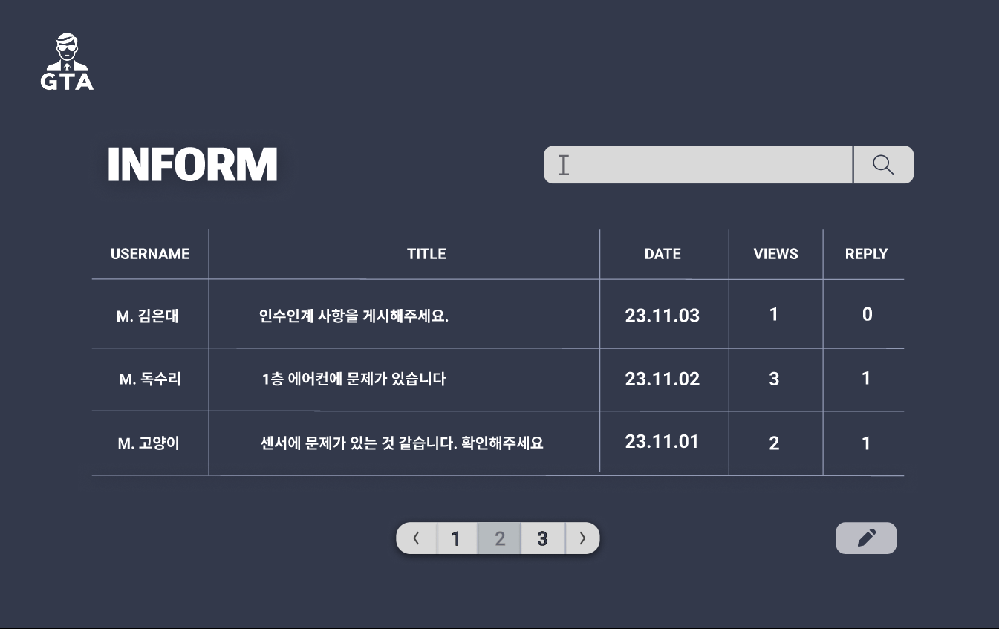 GTA
INFORM
USERNAME TITLE DATE VIEWS REPLY
M. 김은대 인수인계 사항을 게시해주세요. 23.11.03 1 0
M. 독수리 1층 에어컨에 문제가 있습니다 23.11.02 3 1
M. 고양이 센서에 문제가 있는 것 같습니다. 확인해주세요 23.11.01 2 1
1 2 3